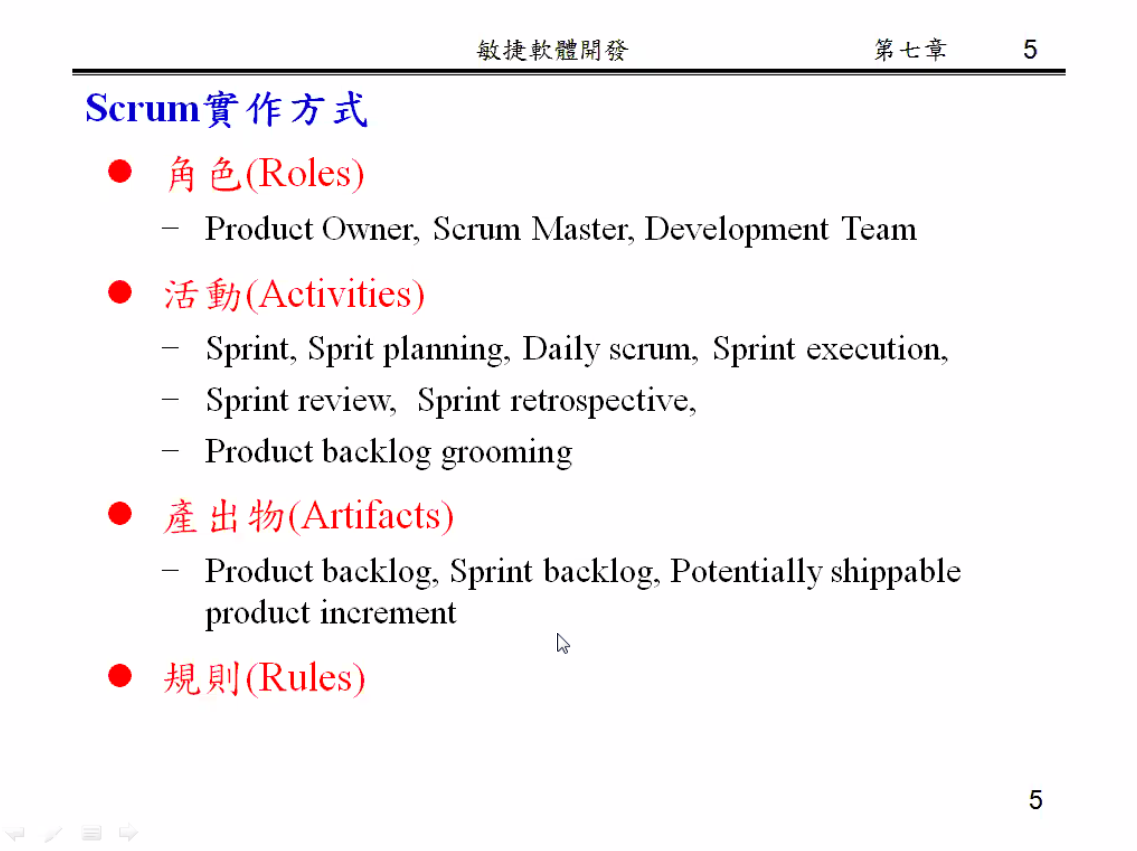 敏捷軟體開發 第七章 5
Scrum實作方式
● 角色(Roles)
– Product Owner, Scrum Master, Development Team
● 活動(Activities)
– Sprint, Sprit planning, Daily scrum, Sprint execution,
– Sprint review, Sprint retrospective,
– Product backlog grooming
● 產出物(Artifacts)
– Product backlog, Sprint backlog, Potentially shippable
product increment
● 規則(Rules)
5